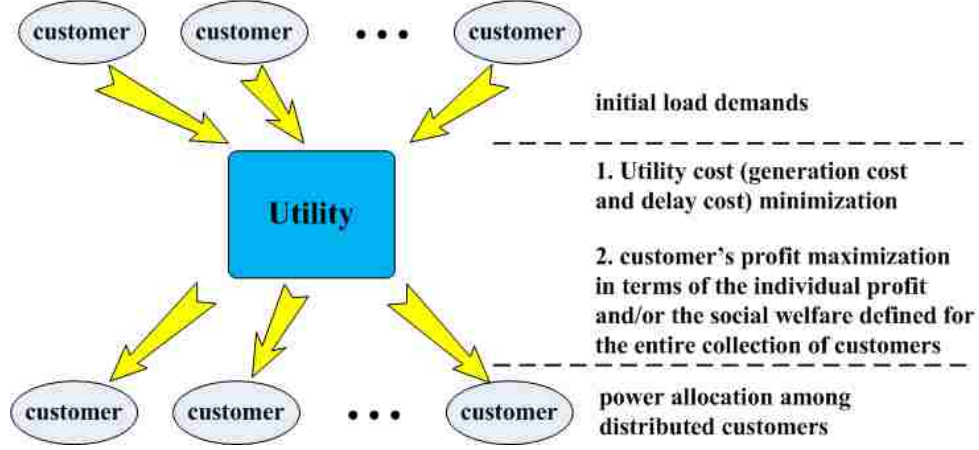 customer
customer
customer
initial load demands
1. Utility cost (generation cost
and delay cost) minimization
Utility
2. customer's profit maximization
in terms of the individual profit
and/or the social welfare defined for
the entire collection of customers
customer
customer
customer
power allocation among
distributed customers